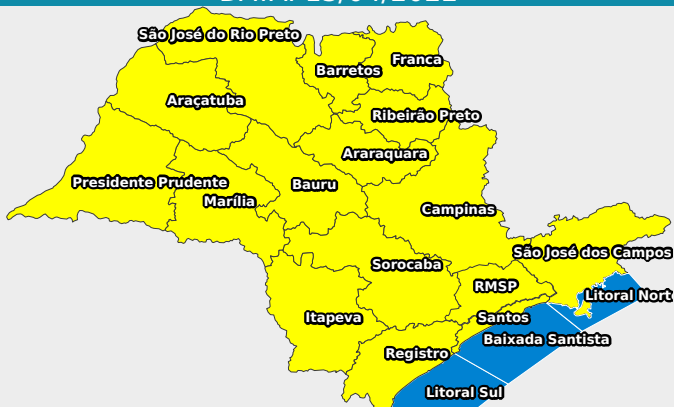 São José do Rio Preto
Franca
Barretos
Araçatuba
Ribeirão Preto
Araraquara
Presidente Prudente
Bauru
Marília
Campinas
São José dos Campos
Sorocaba
RMSP
Litoral Nort
Itapeva
Santos
Baixada Santista
Registro
Litoral Sul